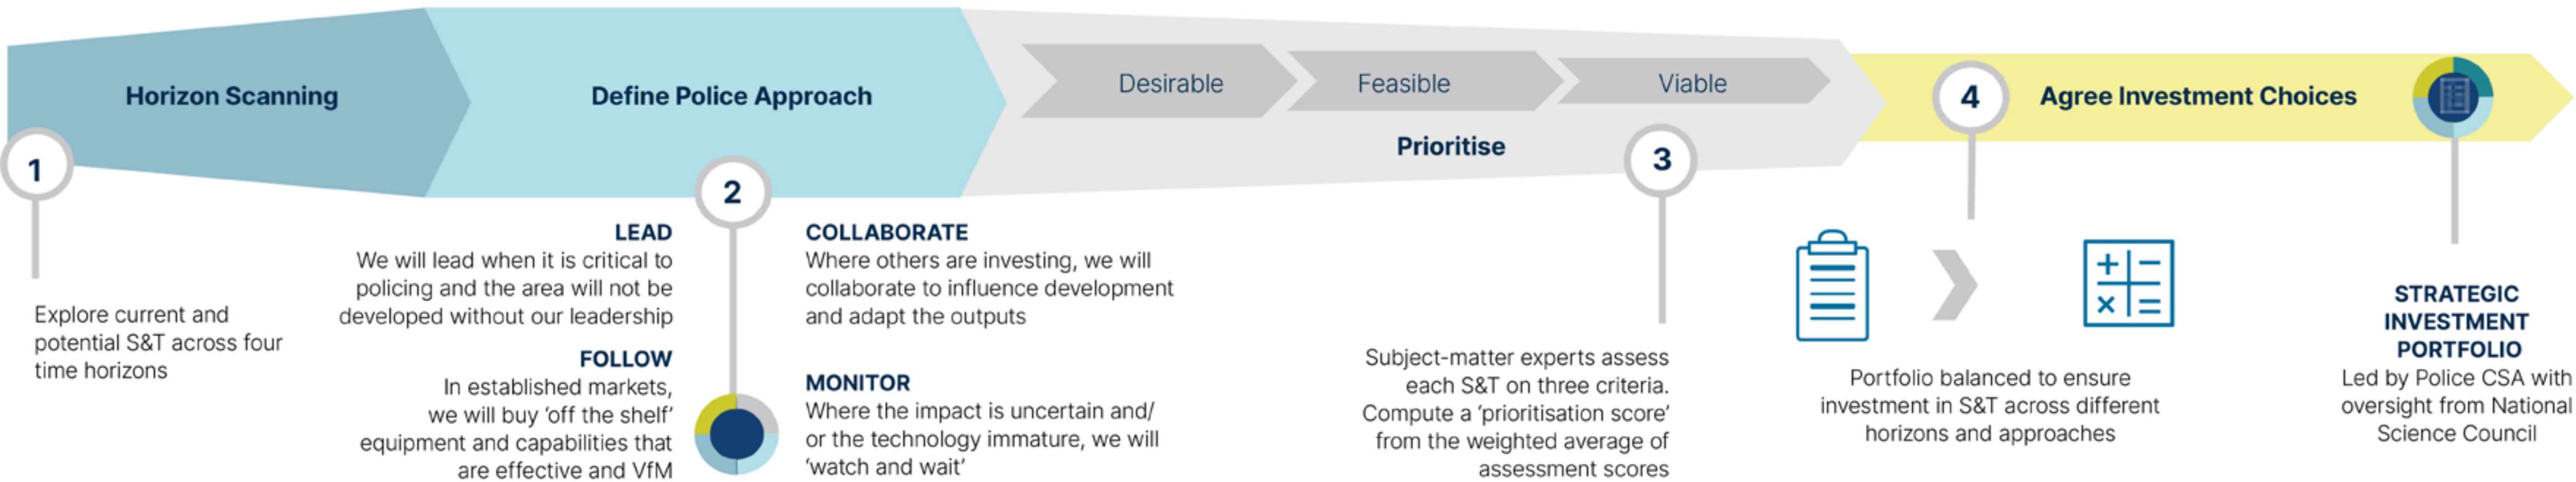 Horizon Scanning
1
Explore current and
potential S&T across four
time horizons
Define Police Approach
2
LEAD
We will lead when it is critical to
policing and the area will not be
developed without our leadership
FOLLOW
In established markets,
we will buy ‘off the shelf’
equipment and capabilities that
are effective and VfM
COLLABORATE
Where others are investing, we will
collaborate to influence development
and adapt the outputs
MONITOR
Where the impact is uncertain and/
or the technology immature, we will
‘watch and wait’
Desirable
Feasible
Viable
Prioritise
3
Subject-matter experts assess
each S&T on three criteria.
Compute a ‘prioritisation score’
from the weighted average of
assessment scores
4
Agree Investment Choices
Portfolio balanced to ensure
investment in S&T across different
horizons and approaches
STRATEGIC
INVESTMENT
PORTFOLIO
Led by Police CSA with
oversight from National
Science Council